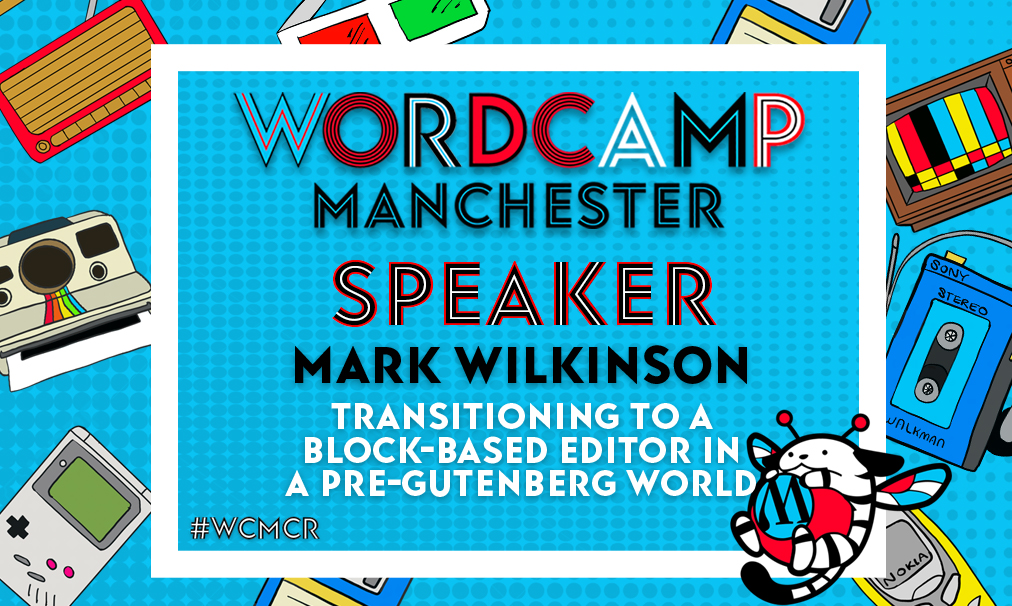 WORDCAMP
MANCHESTER
SPEAKER
MARK WILKINSON
TRANSITIONING TO A
BLOCK-BASED EDITOR IN
A PRE-GUTENBERG WORLD
#WCMCR
SONY
STEREO
WALKMAN
W
NOKIA